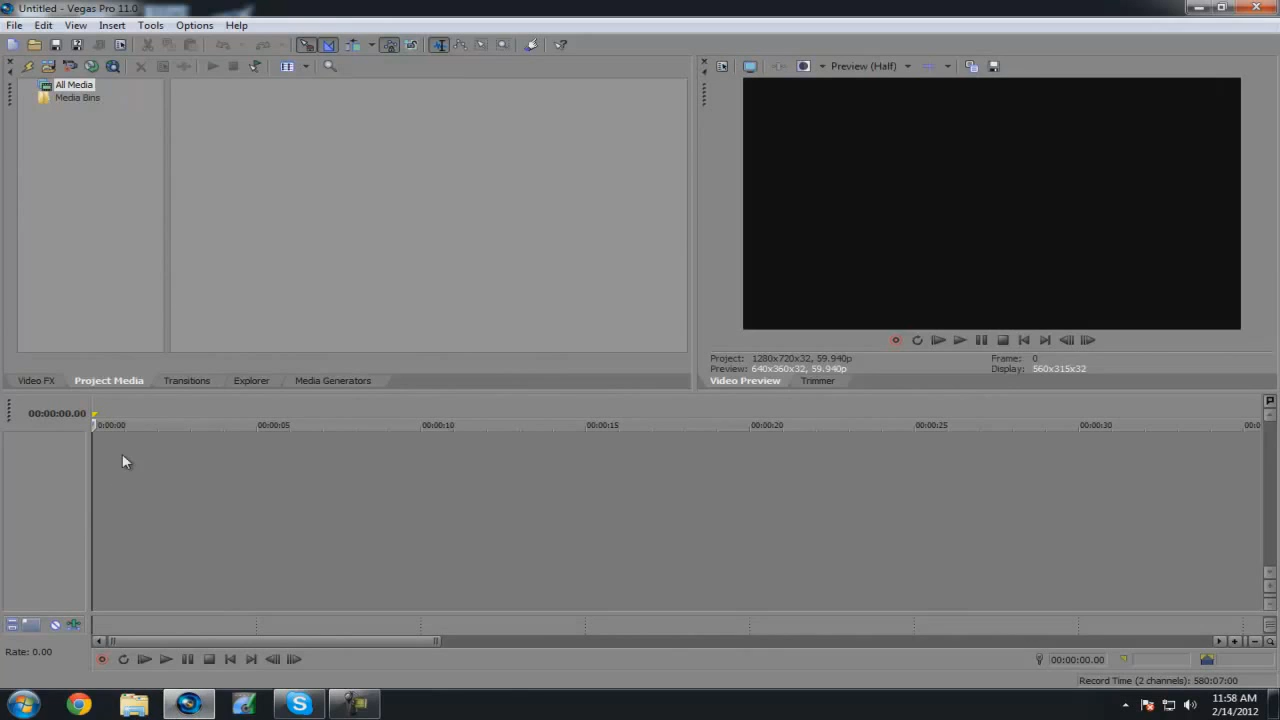 Untitled - Vegas Pro 11.0
File Edit View Insert Tools Options Help
All Media
Media Bins
Preview (Half)
Project: 1280x720x32, 59.940p
Frame: 0
Preview: 640x360x32, 59.940p
Display: 560x315x32
Video FX Project Media Transitions Explorer Media Generators
Video Preview Trimmer
00:00:00.00
00:00:00 00:00:05 00:00:10 00:00:15 00:00:20 00:00:25 00:00:30 00:0
Rate: 0.00
00:00:00.00
Record Time (2 channels): 580:07:00
11:58 AM
2/14/2012